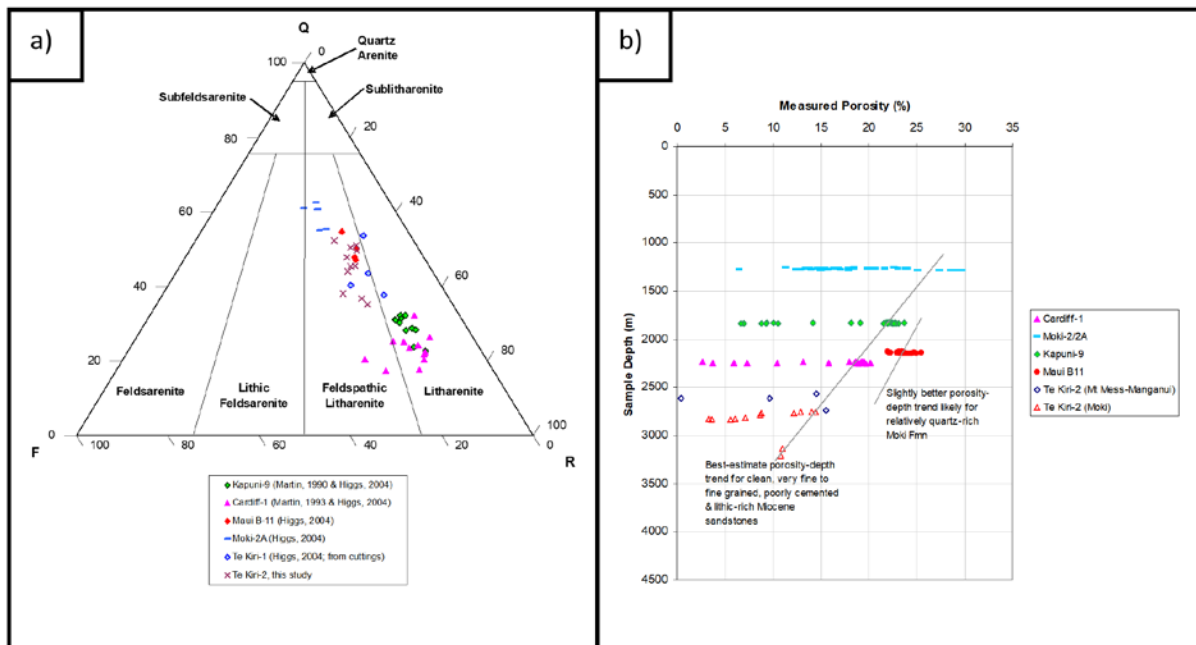 a)
Q
Quartz
Arenite
0
100
Subfeldsarenite
Sublitharenite
80
20
60
40
40
60
20
80
Feldsarenite
Lithic
Feldsarenite
Feldspathic
Litharenite
Litharenite
0
100
F
100
80
60
40
20
0
R
Kapuni-9 (Martin, 1990 & Higgs, 2004)
Cardiff-1 (Martin, 1993 & Higgs, 2004)
Maui B-11 (Higgs, 2004)
Moki-2A (Higgs, 2004)
Te Kiri-1 (Higgs, 2004; from cuttings)
Te Kiri-2, this study
b)
Measured Porosity (%)
0 5 10 15 20 25 30 35
Sample Depth (m)
0
500
1000
1500
2000
2500
3000
3500
4000
4500
Slightly better porosity-
depth trend likely for
relatively quartz-rich
Moki Fmn
Best-estimate porosity-depth
trend for clean, very fine to
fine grained, poorly cemented
& lithic-rich Miocene
sandstones
Cardiff-1
Moki-2/2A
Kapuni-9
Maui B11
Te Kiri-2 (M Mess-Manganui)
Te Kiri-2 (Moki)